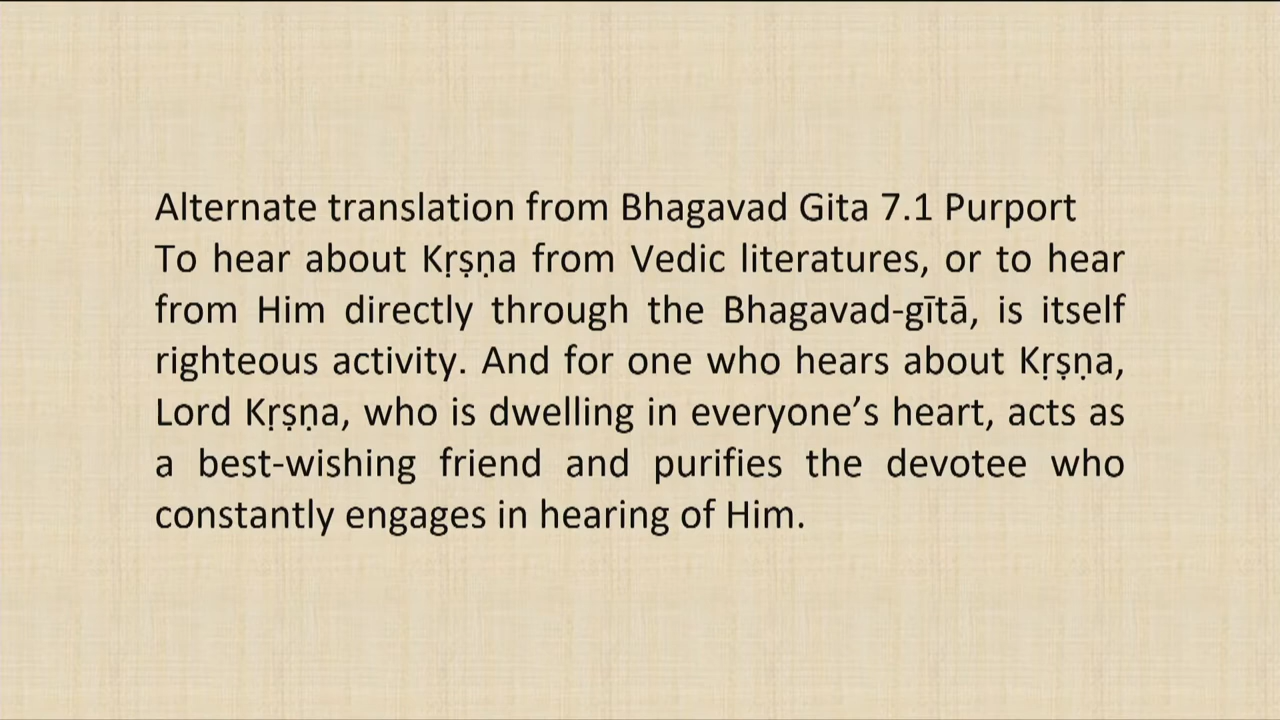 Alternate translation from Bhagavad Gita 7.1 Purport
To hear about Kṛṣṇa from Vedic literatures, or to hear
from Him directly through the Bhagavad-gītā, is itself
righteous activity. And for one who hears about Kṛṣṇa,
Lord Kṛṣṇa, who is dwelling in everyone’s heart, acts as
a best-wishing friend and purifies the devotee who
constantly engages in hearing of Him.